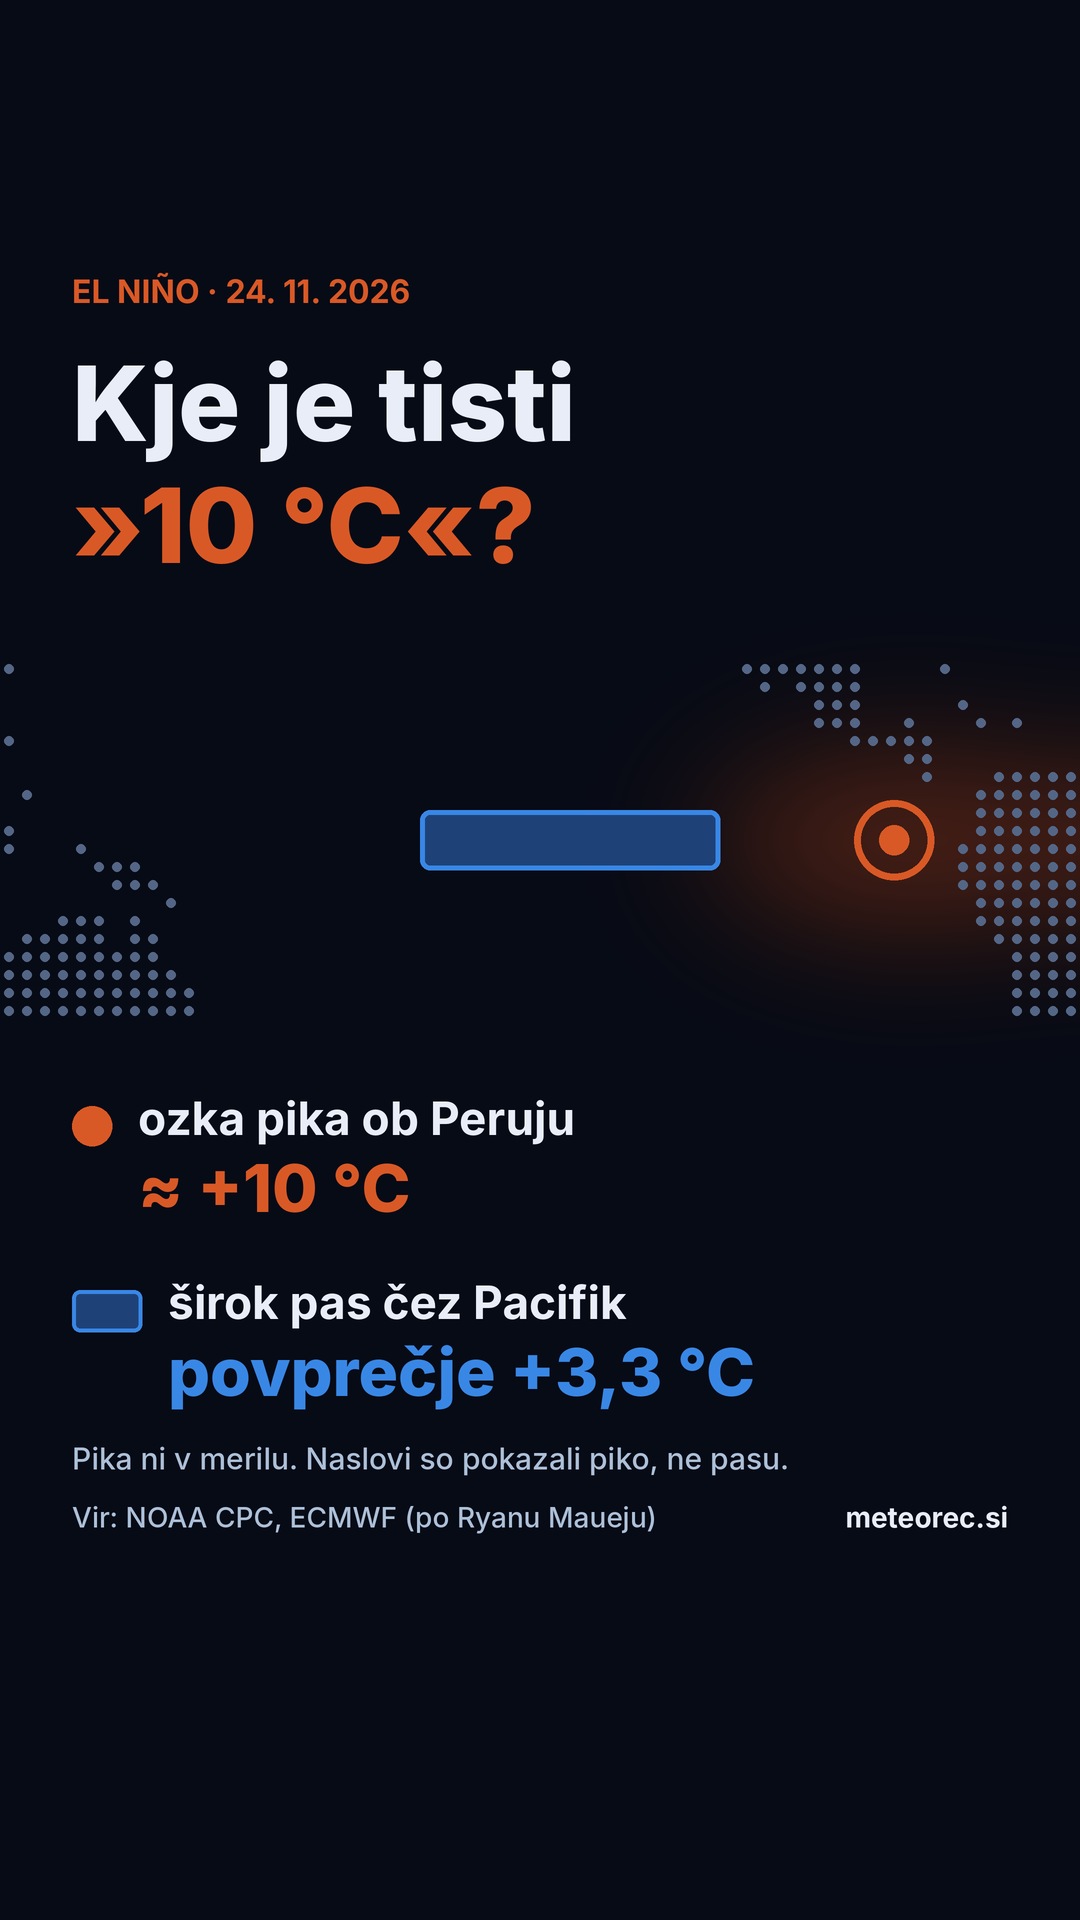 EL NIÑO · 24. 11. 2026
Kje je tisti
»10 °C«?
ozka pika ob Peruju
≈ +10 °C
širok pas čez Pacifik
povprečje +3,3 °C
Pika ni v merilu. Naslovi so pokazali piko, ne pasu.
Vir: NOAA CPC, ECMWF (po Ryanu Maueju) meteorec.si